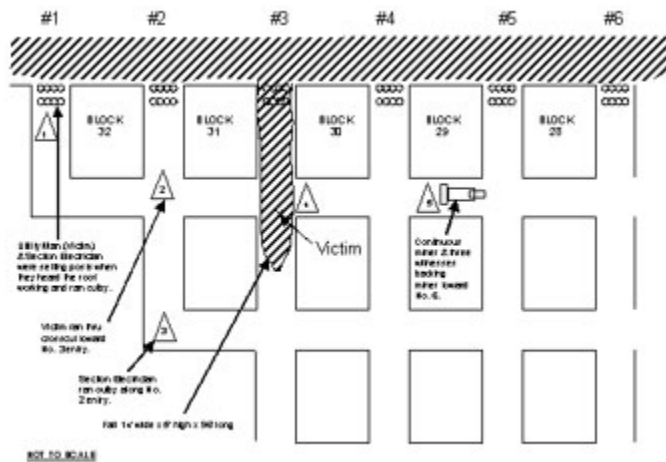 #1 #2 #3 #4 #5 #6
BLOCK 32
BLOCK 31
BLOCK 30
BLOCK 29
BLOCK 28
1
2
3
4
5
Victim
Utility Man (Victim)
& Section Electrician
were setting posts when
they heard the roof
working and ran outby.
Victim ran thru
crosscut toward
No. 3 entry.
Section Electrician
ran outby along No.
2 entry.
Continuous
miner & three
witnesses
backing
miner toward
No. 6.
Fall 14' wide x 6' high x 96' long
NOT TO SCALE